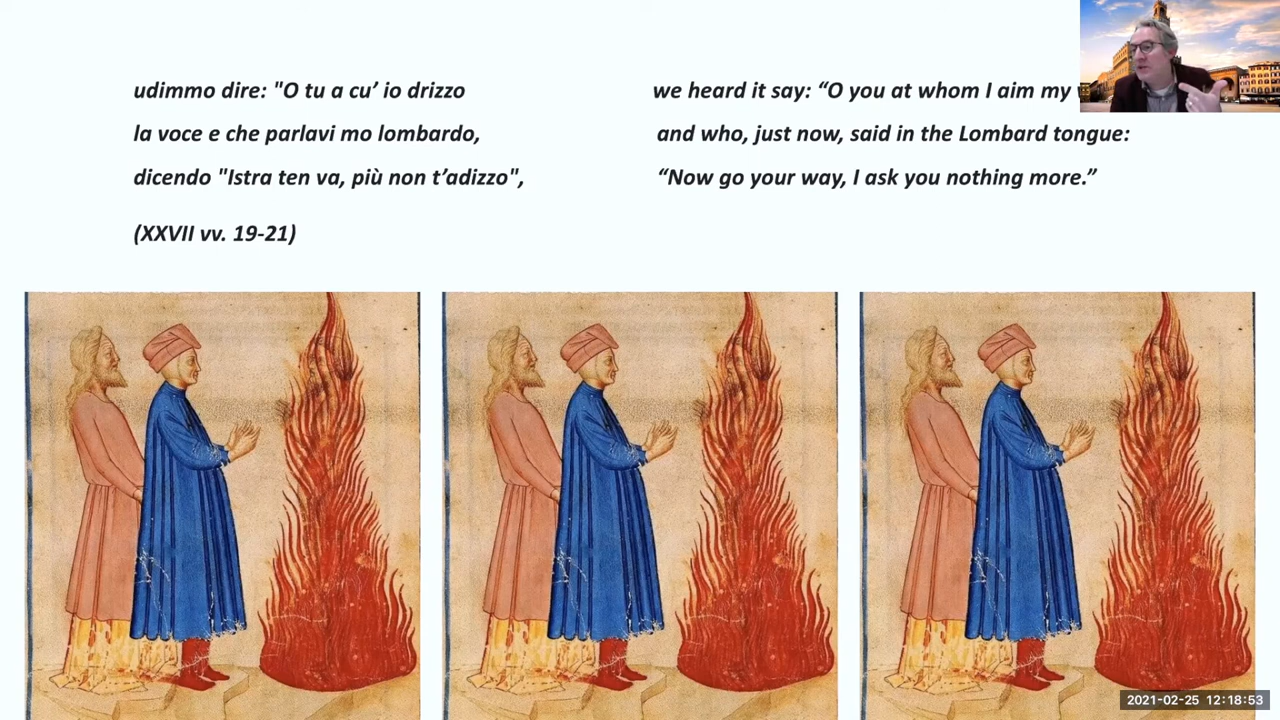 udimmo dire: "O tu a cu’ io drizzo
la voce e che parlavi mo lombardo,
dicendo "Istra ten va, più non t’adizzo",
(XXVII vv. 19-21)
we heard it say: “O you at whom I aim my
and who, just now, said in the Lombard tongue:
“Now go your way, I ask you nothing more.”
2021-02-25 12:18:53